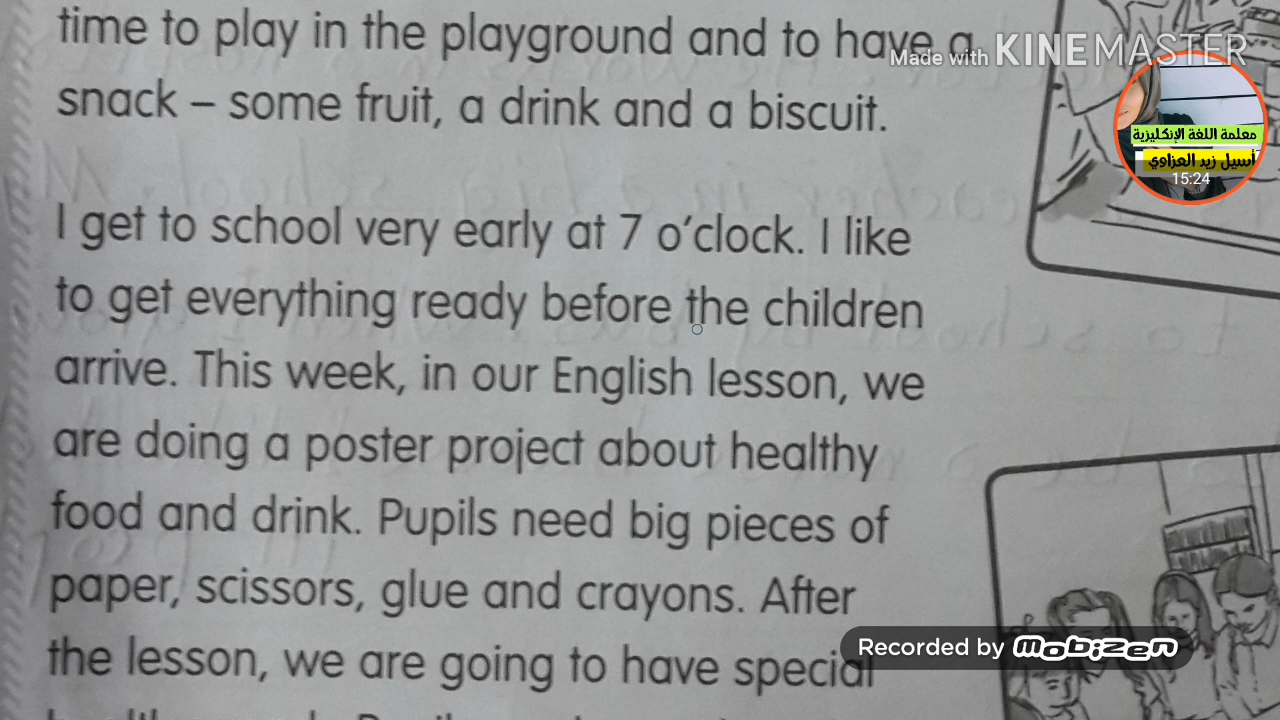 time to play in the playground and to have a
snack – some fruit, a drink and a biscuit.
I get to school very early at 7 o'clock. I like
to get everything ready before the children
arrive. This week, in our English lesson, we
are doing a poster project about healthy
food and drink. Pupils need big pieces of
paper, scissors, glue and crayons. After
the lesson, we are going to have special
Made with KINEMASTER
معلمة اللغة الإنكليزية
أسيل زيد العزاوي
15:24
Recorded by mobizen